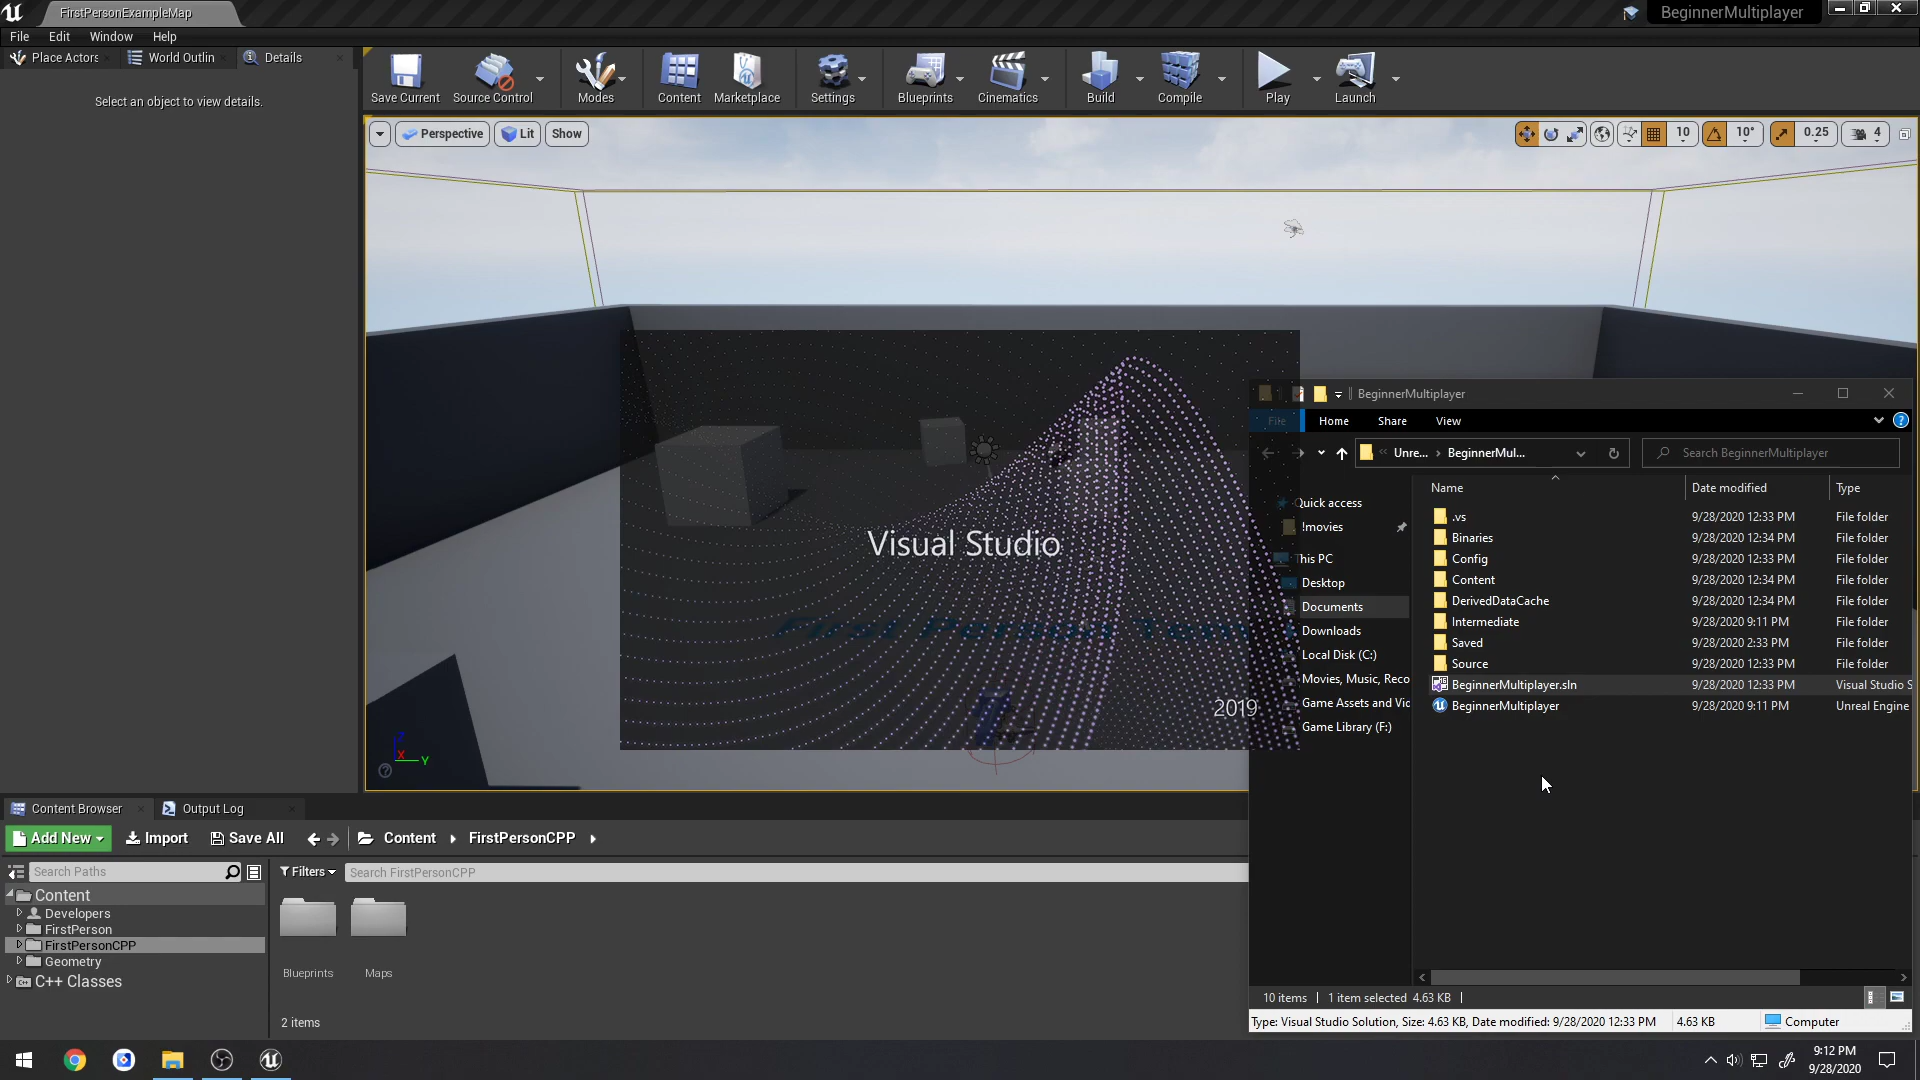 FirstPersonExampleMap
BeginnerMultiplayer
File Edit Window Help
Place Actors World Outlin Details
Select an object to view details.
Save Current Source Control Modes Content Marketplace Settings Blueprints Cinematics Build Compile Play Launch
Perspective Lit Show
10 10° 0.25 4
Visual Studio
2019
X Y
BeginnerMultiplayer
File Home Share View
Unre... › BeginnerMul...
Search BeginnerMultiplayer
Quick access
!movies
This PC
Desktop
Documents
Downloads
Local Disk (C:)
Movies, Music, Reco
Game Assets and Vic
Game Library (F:)
Name Date modified Type
.vs 9/28/2020 12:33 PM File folder
Binaries 9/28/2020 12:34 PM File folder
Config 9/28/2020 12:33 PM File folder
Content 9/28/2020 12:34 PM File folder
DerivedDataCache 9/28/2020 12:34 PM File folder
Intermediate 9/28/2020 9:11 PM File folder
Saved 9/28/2020 2:33 PM File folder
Source 9/28/2020 12:33 PM File folder
BeginnerMultiplayer.sln 9/28/2020 12:33 PM Visual Studio S
BeginnerMultiplayer 9/28/2020 9:11 PM Unreal Engine
10 items 1 item selected 4.63 KB
Type: Visual Studio Solution, Size: 4.63 KB, Date modified: 9/28/2020 12:33 PM 4.63 KB Computer
Content Browser Output Log
Add New Import Save All Content FirstPersonCPP
Search Paths
Filters Search FirstPersonCPP
Content
Developers
FirstPerson
FirstPersonCPP
Geometry
C++ Classes
Blueprints Maps
2 items
9:12 PM
9/28/2020